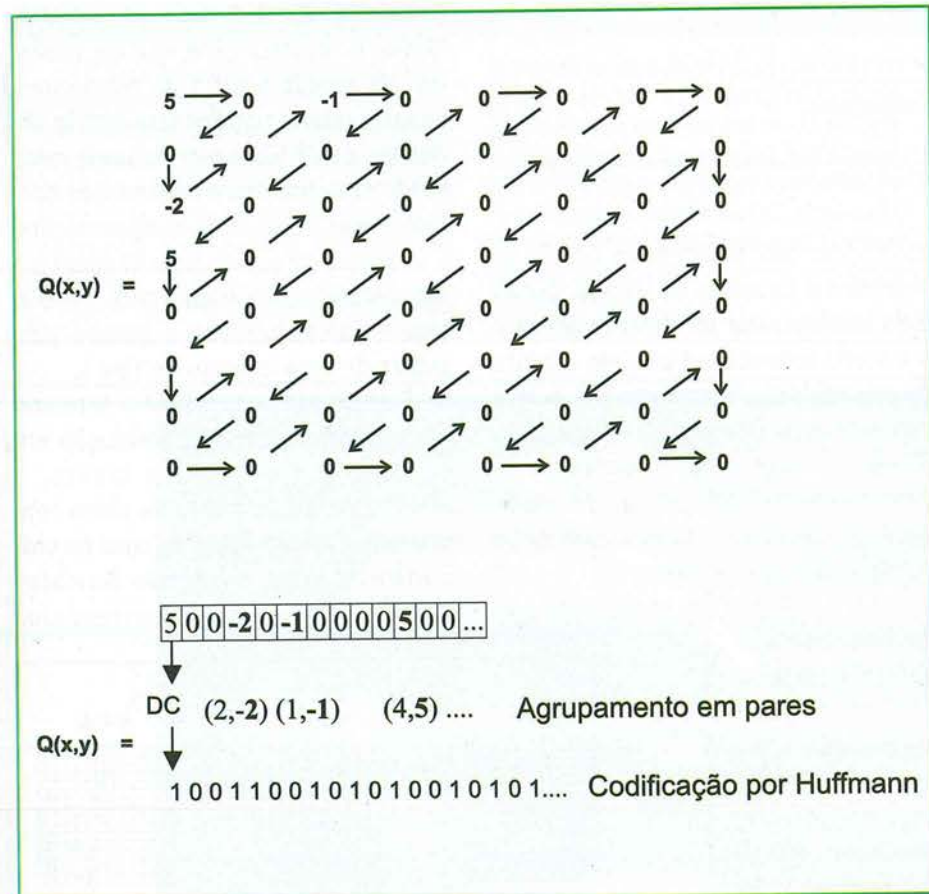 5 0 -1 0 0 0 0 0
0 0 0 0 0 0 0 0
-2 0 0 0 0 0 0 0
5 0 0 0 0 0 0 0
Q(x,y) =
0 0 0 0 0 0 0 0
0 0 0 0 0 0 0 0
0 0 0 0 0 0 0 0
0 0 0 0 0 0 0 0
5 0 0 -2 0 -1 0 0 0 0 5 0 0 ...
DC (2,-2) (1,-1) (4,5) .... Agrupamento em pares
Q(x,y) =
1 0 0 1 1 0 0 1 0 1 0 1 0 0 1 0 1 0 1.... Codificação por Huffmann